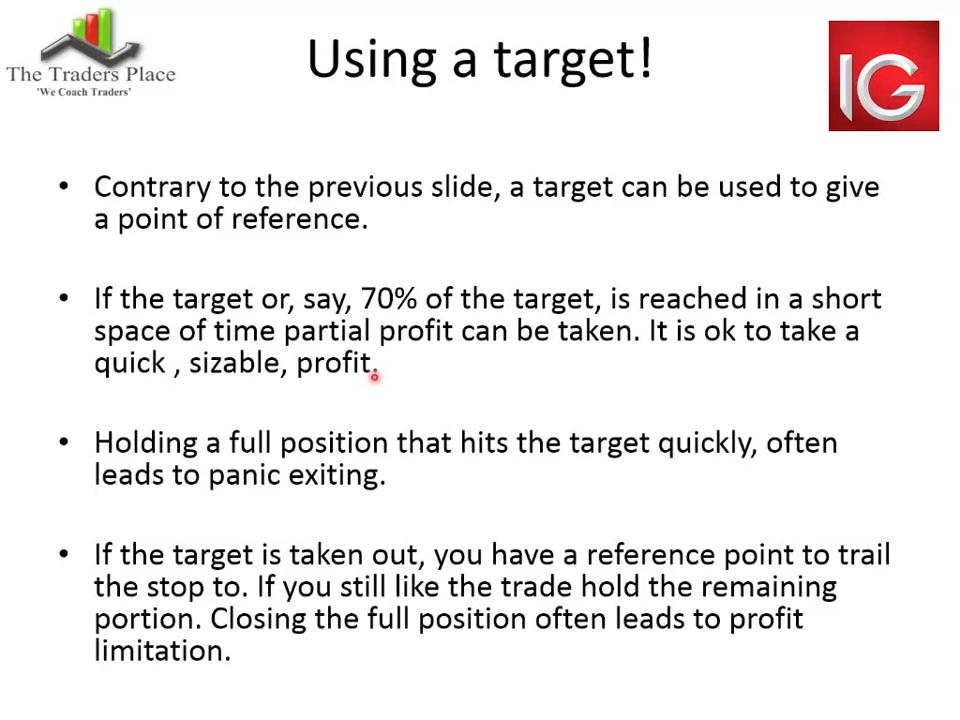 The Traders Place
'We Coach Traders'
Using a target!
IG
• Contrary to the previous slide, a target can be used to give
a point of reference.
• If the target or, say, 70% of the target, is reached in a short
space of time partial profit can be taken. It is ok to take a
quick , sizable, profit.
• Holding a full position that hits the target quickly, often
leads to panic exiting.
• If the target is taken out, you have a reference point to trail
the stop to. If you still like the trade hold the remaining
portion. Closing the full position often leads to profit
limitation.